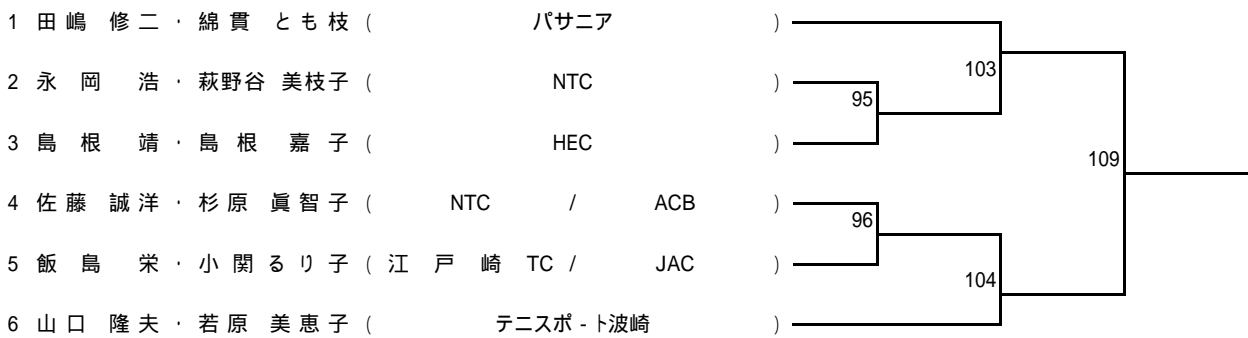 1 田嶋 修二 · 綿貫 とも枝 ( パサニア )
103
2 永岡 浩 · 萩野谷 美枝子 ( NTC )
95
3 島根 靖 · 島根 嘉子 ( HEC )
109
4 佐藤 誠洋 · 杉原 眞智子 ( NTC / ACB )
96
5 飯島 栄 · 小関るり子 ( 江戸崎 TC / JAC )
104
6 山口 隆夫 · 若原 美恵子 ( テニスポ-ト波崎 )